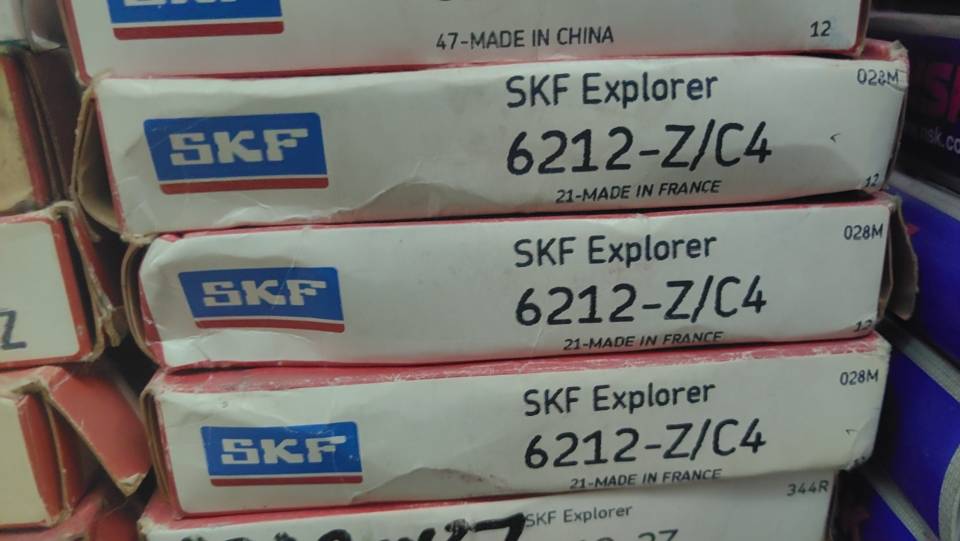 47-MADE IN CHINA
12
SKF
SKF Explorer
028M
6212-Z/C4
21-MADE IN FRANCE
12
SKF
SKF Explorer
028M
6212-Z/C4
21-MADE IN FRANCE
12
SKF
SKF Explorer
028M
6212-Z/C4
21-MADE IN FRANCE
344R
SKF Explorer
Z